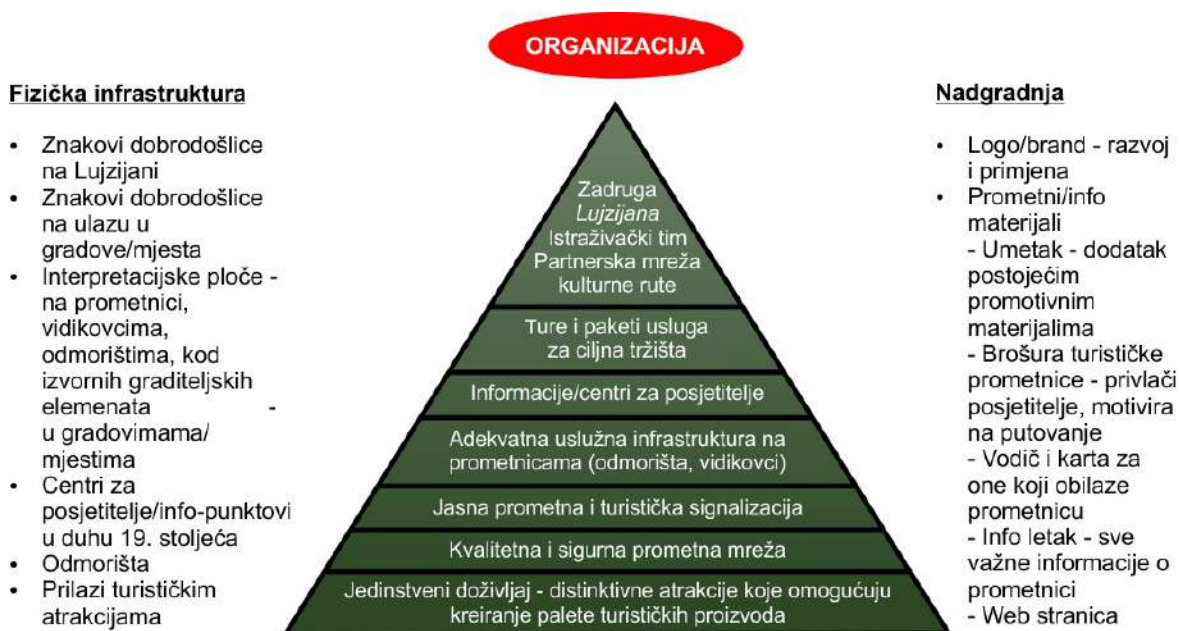 ORGANIZACIJA
Fizička infrastruktura
• Znakovi dobrodošlice
na Lujzijani
• Znakovi dobrodošlice
na ulazu u
gradove/mjesta
• Interpretacijske ploče -
na prometnici,
vidikovcima,
odmorištima, kod
izvornih graditeljskih
elemenata -
u gradovimama/
mjestima
• Centri za
posjetitelje/info-punktovi
u duhu 19. stoljeća
• Odmorišta
• Prilazi turističkim
atrakcijama
Zadruga
Lujzijana
Istraživački tim
Partnerska mreža
kulturne rute
Ture i paketi usluga
za ciljna tržišta
Informacije/centri za posjetitelje
Adekvatna uslužna infrastruktura na
prometnicama (odmorišta, vidikovci)
Jasna prometna i turistička signalizacija
Kvalitetna i sigurna prometna mreža
Jedinstveni doživljaj - distinktivne atrakcije koje omogućuju
kreiranje palete turističkih proizvoda
Nadgradnja
• Logo/brand - razvoj
i primjena
• Prometni/info
materijali
- Umetak - dodatak
postojećim
promotivnim
materijalima
- Brošura turističke
prometnice - privlači
posjetitelje, motivira
na putovanje
- Vodič i karta za
one koji obilaze
prometnicu
- Info letak - sve
važne informacije o
prometnici
- Web stranica